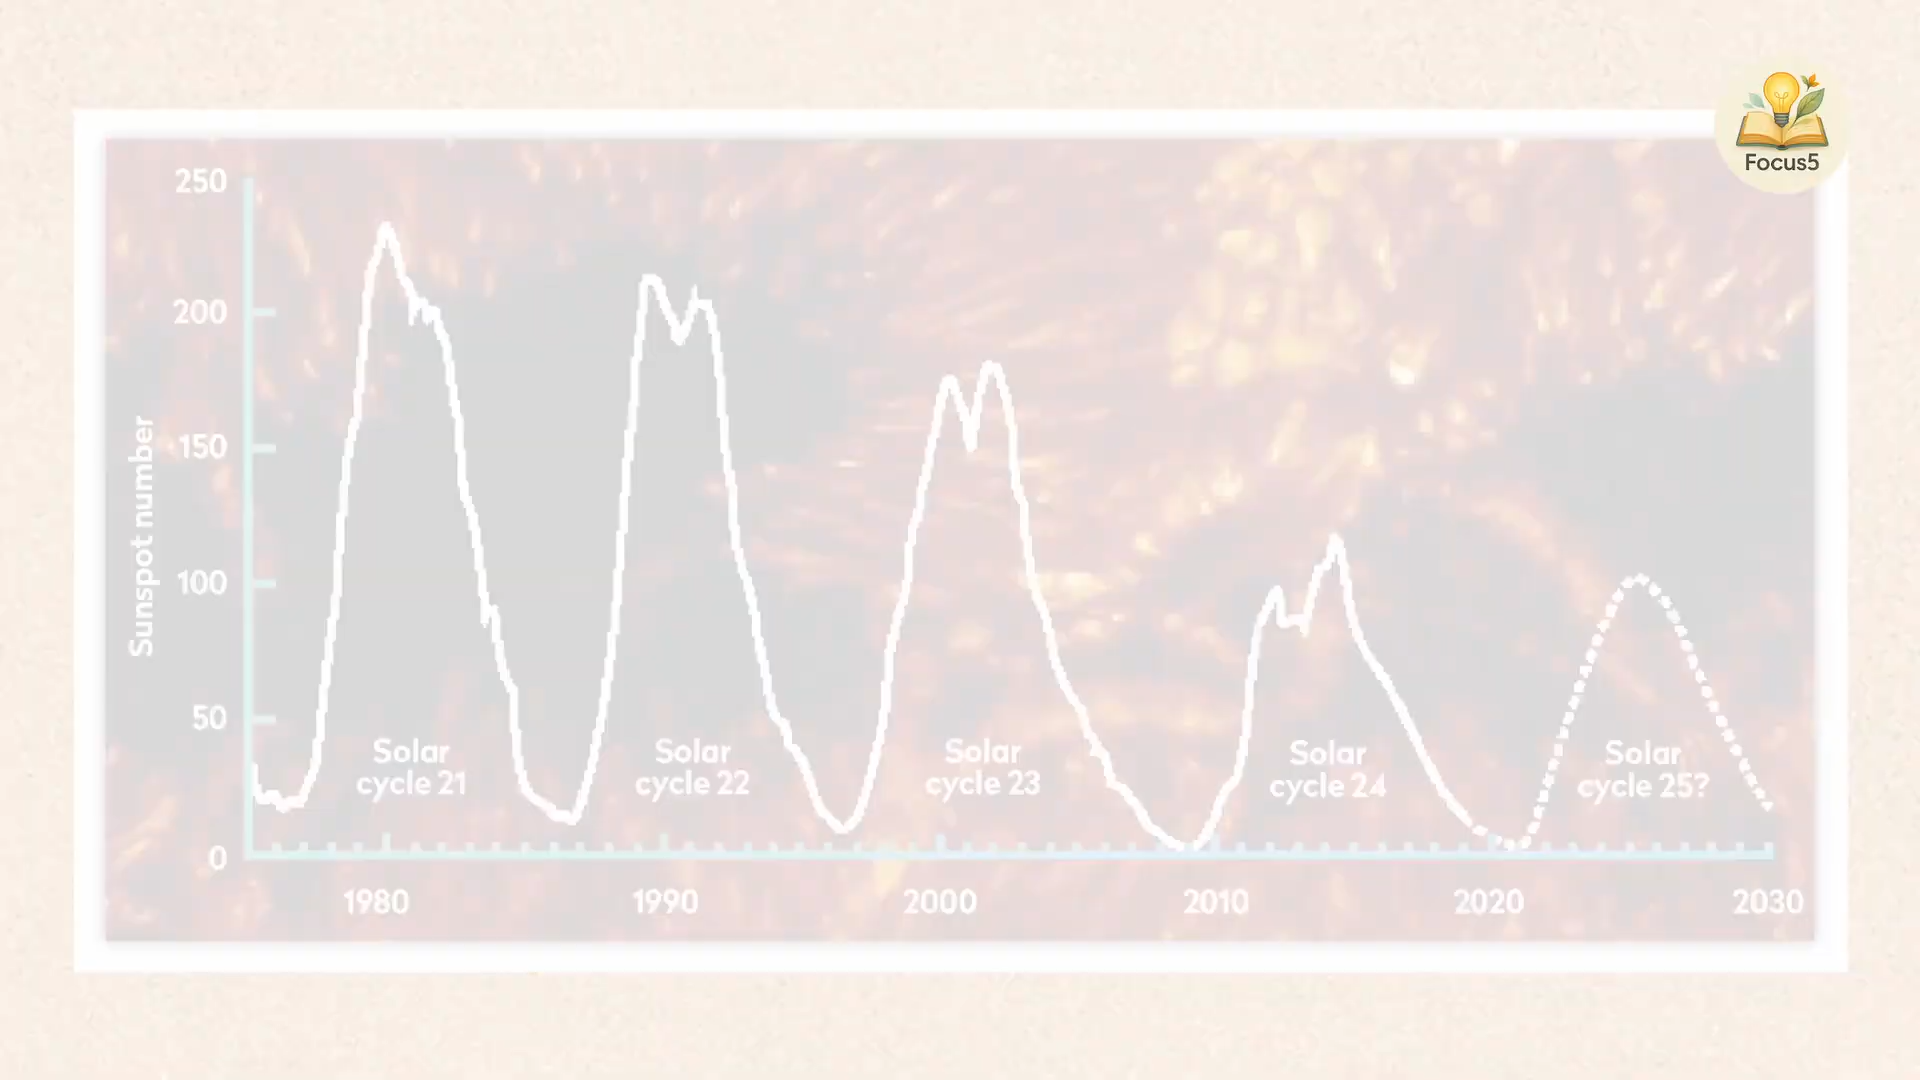 Focus5
250
200
150
100
50
0
Sunspot number
Solar
cycle 21
Solar
cycle 22
Solar
cycle 23
Solar
cycle 24
Solar
cycle 25?
1980
1990
2000
2010
2020
2030